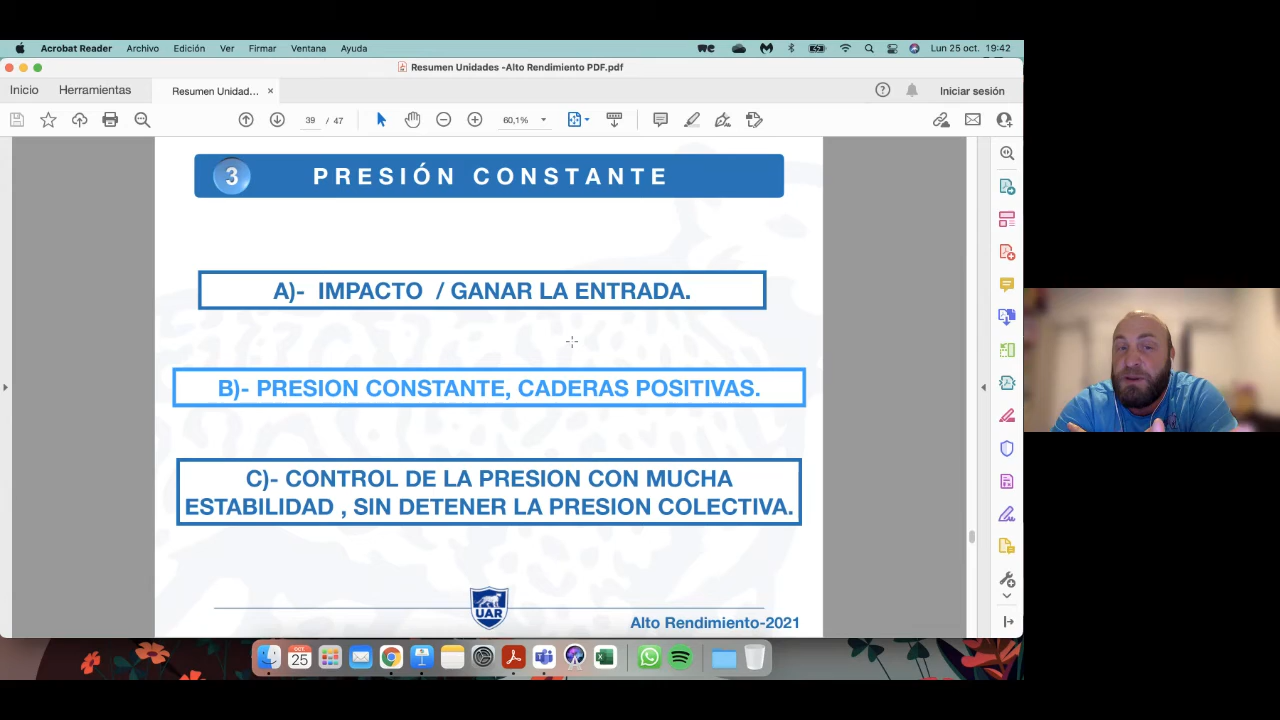 Acrobat Reader Archivo Edición Ver Firmar Ventana Ayuda Lun 25 oct. 19:42
Resumen Unidades -Alto Rendimiento PDF.pdf
Inicio Herramientas Resumen Unidad... × Iniciar sesión
39 / 47 60,1%
3 PRESIÓN CONSTANTE
A)- IMPACTO / GANAR LA ENTRADA.
B)- PRESION CONSTANTE, CADERAS POSITIVAS.
C)- CONTROL DE LA PRESION CON MUCHA
ESTABILIDAD , SIN DETENER LA PRESION COLECTIVA.
UAR
Alto Rendimiento-2021
OCT.
25